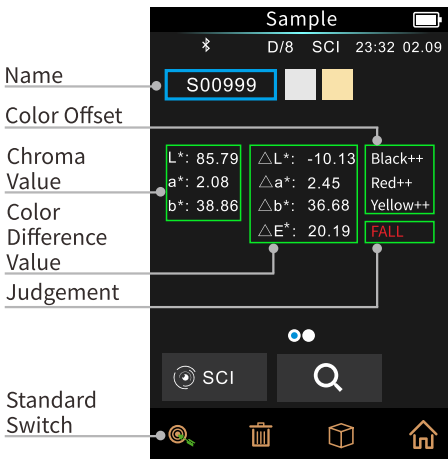 Sample
D/8 SCI 23:32 02.09
Name
S00999
Color Offset
Chroma
Value
L*: 85.79
a*: 2.08
b*: 38.86
△L*: -10.13
△a*: 2.45
△b*: 36.68
△E*: 20.19
Black++
Red++
Yellow++
FALL
Color
Difference
Value
Judgement
SCI
Standard
Switch